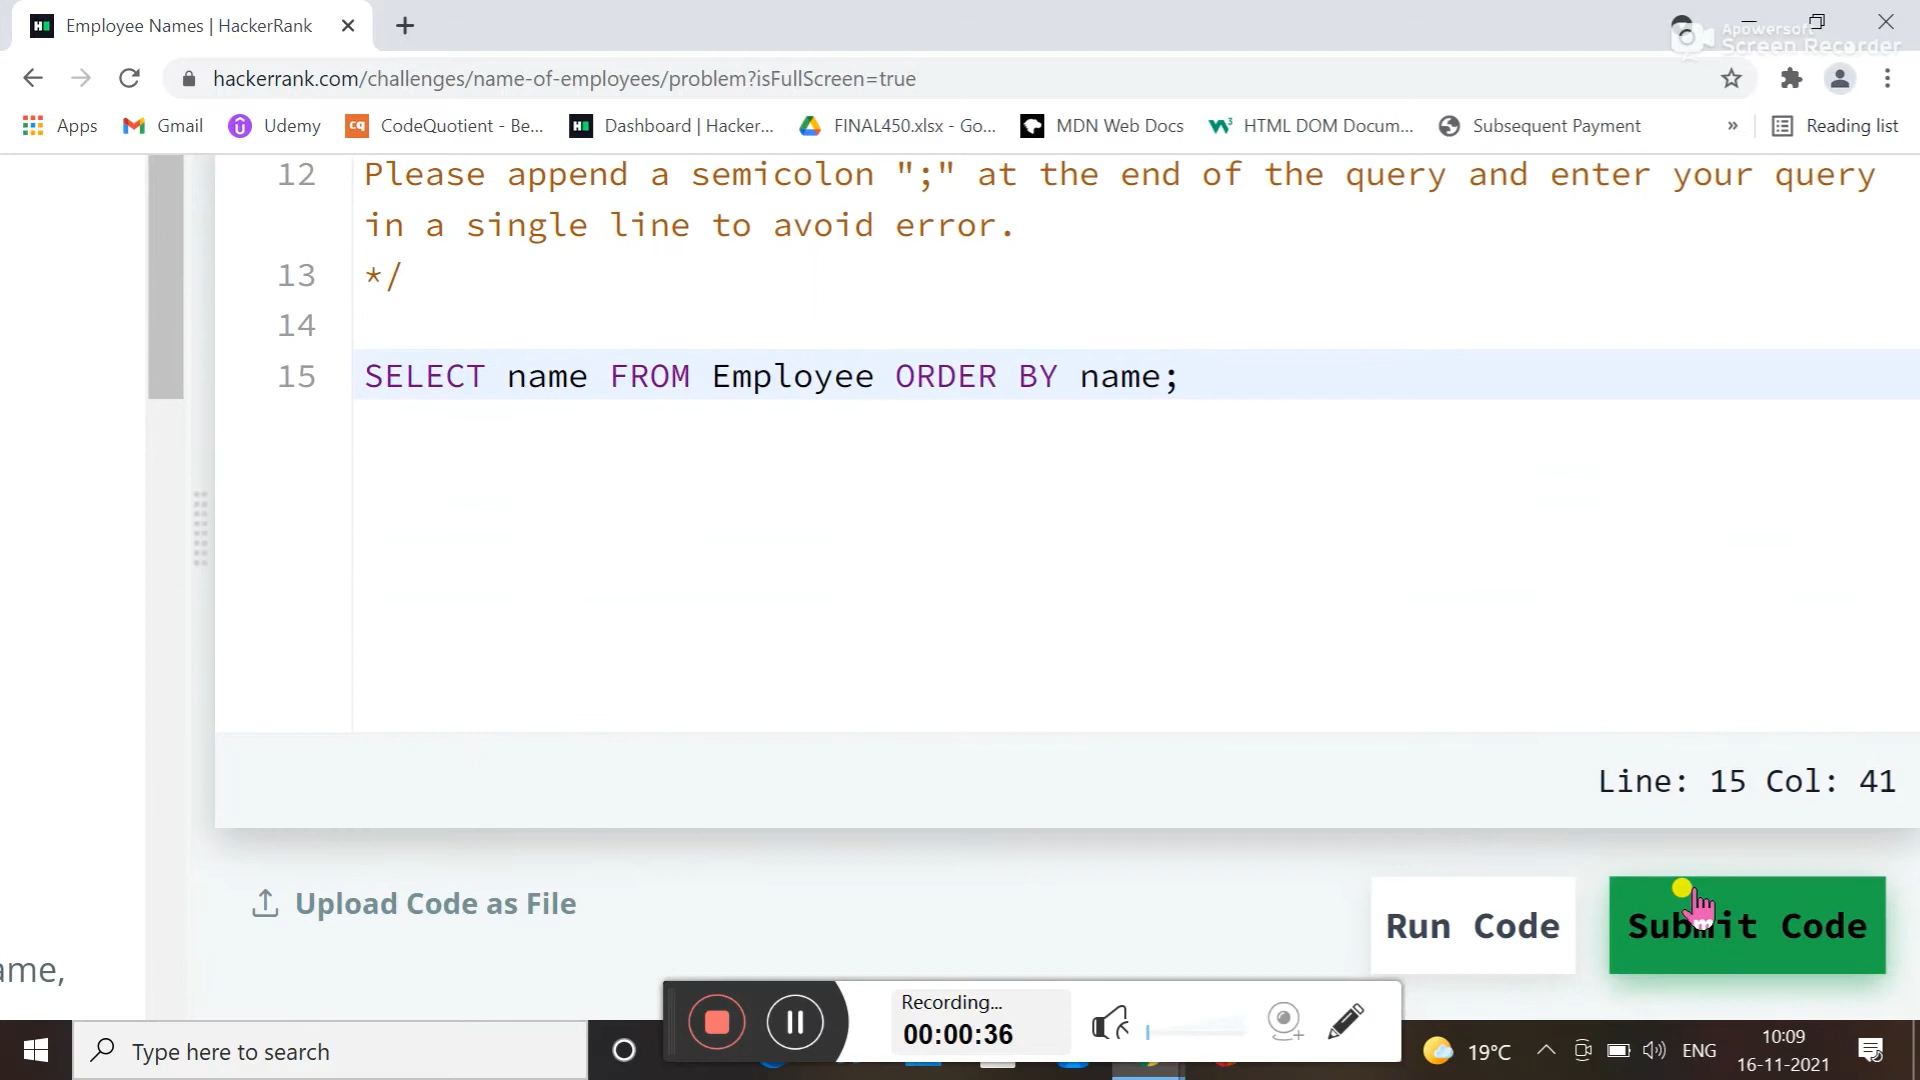 Employee Names | HackerRank
Apowersoft
Screen Recorder
hackerrank.com/challenges/name-of-employees/problem?isFullScreen=true
Apps Gmail Udemy CodeQuotient - Be... Dashboard | Hacker... FINAL450.xlsx - Go... MDN Web Docs HTML DOM Docum... Subsequent Payment » Reading list
12 Please append a semicolon ";" at the end of the query and enter your query
in a single line to avoid error.
13 */
14
15 SELECT name FROM Employee ORDER BY name;
Line: 15 Col: 41
Upload Code as File
Run Code
Submit Code
ame,
Recording...
00:00:36
Type here to search
19°C
ENG
10:09
16-11-2021